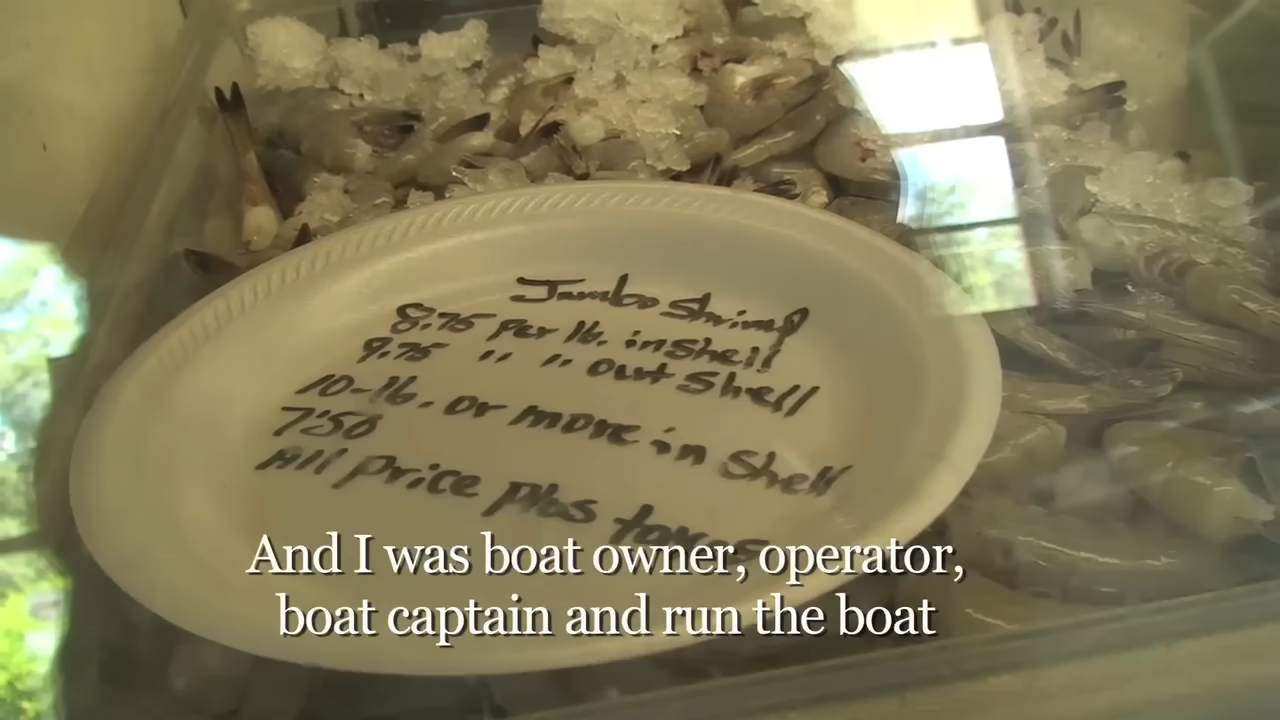 Jumbo Shrimp
8.75 Per lb. in Shell
9.75 " " out Shell
10-lb. or more in Shell
7.50
All Price Plus taxes
And I was boat owner, operator,
boat captain and run the boat